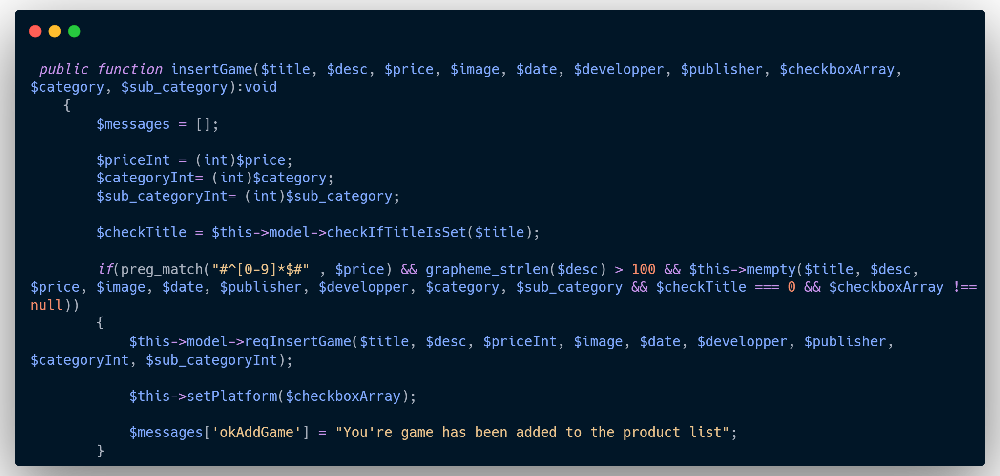 public function insertGame($title, $desc, $price, $image, $date, $developper, $publisher, $checkboxArray,
$category, $sub_category):void
{
$messages = [];
$priceInt = (int)$price;
$categoryInt= (int)$category;
$sub_categoryInt= (int)$sub_category;
$checkTitle = $this->model->checkIfTitleIsSet($title);
if(preg_match("#^[0-9]*$#" , $price) && grapheme_strlen($desc) > 100 && $this->mempty($title, $desc,
$price, $image, $date, $publisher, $developper, $category, $sub_category && $checkTitle === 0 && $checkboxArray !==
null))
{
$this->model->reqInsertGame($title, $desc, $priceInt, $image, $date, $developper, $publisher,
$categoryInt, $sub_categoryInt);
$this->setPlatform($checkboxArray);
$messages['okAddGame'] = "You're game has been added to the product list";
}